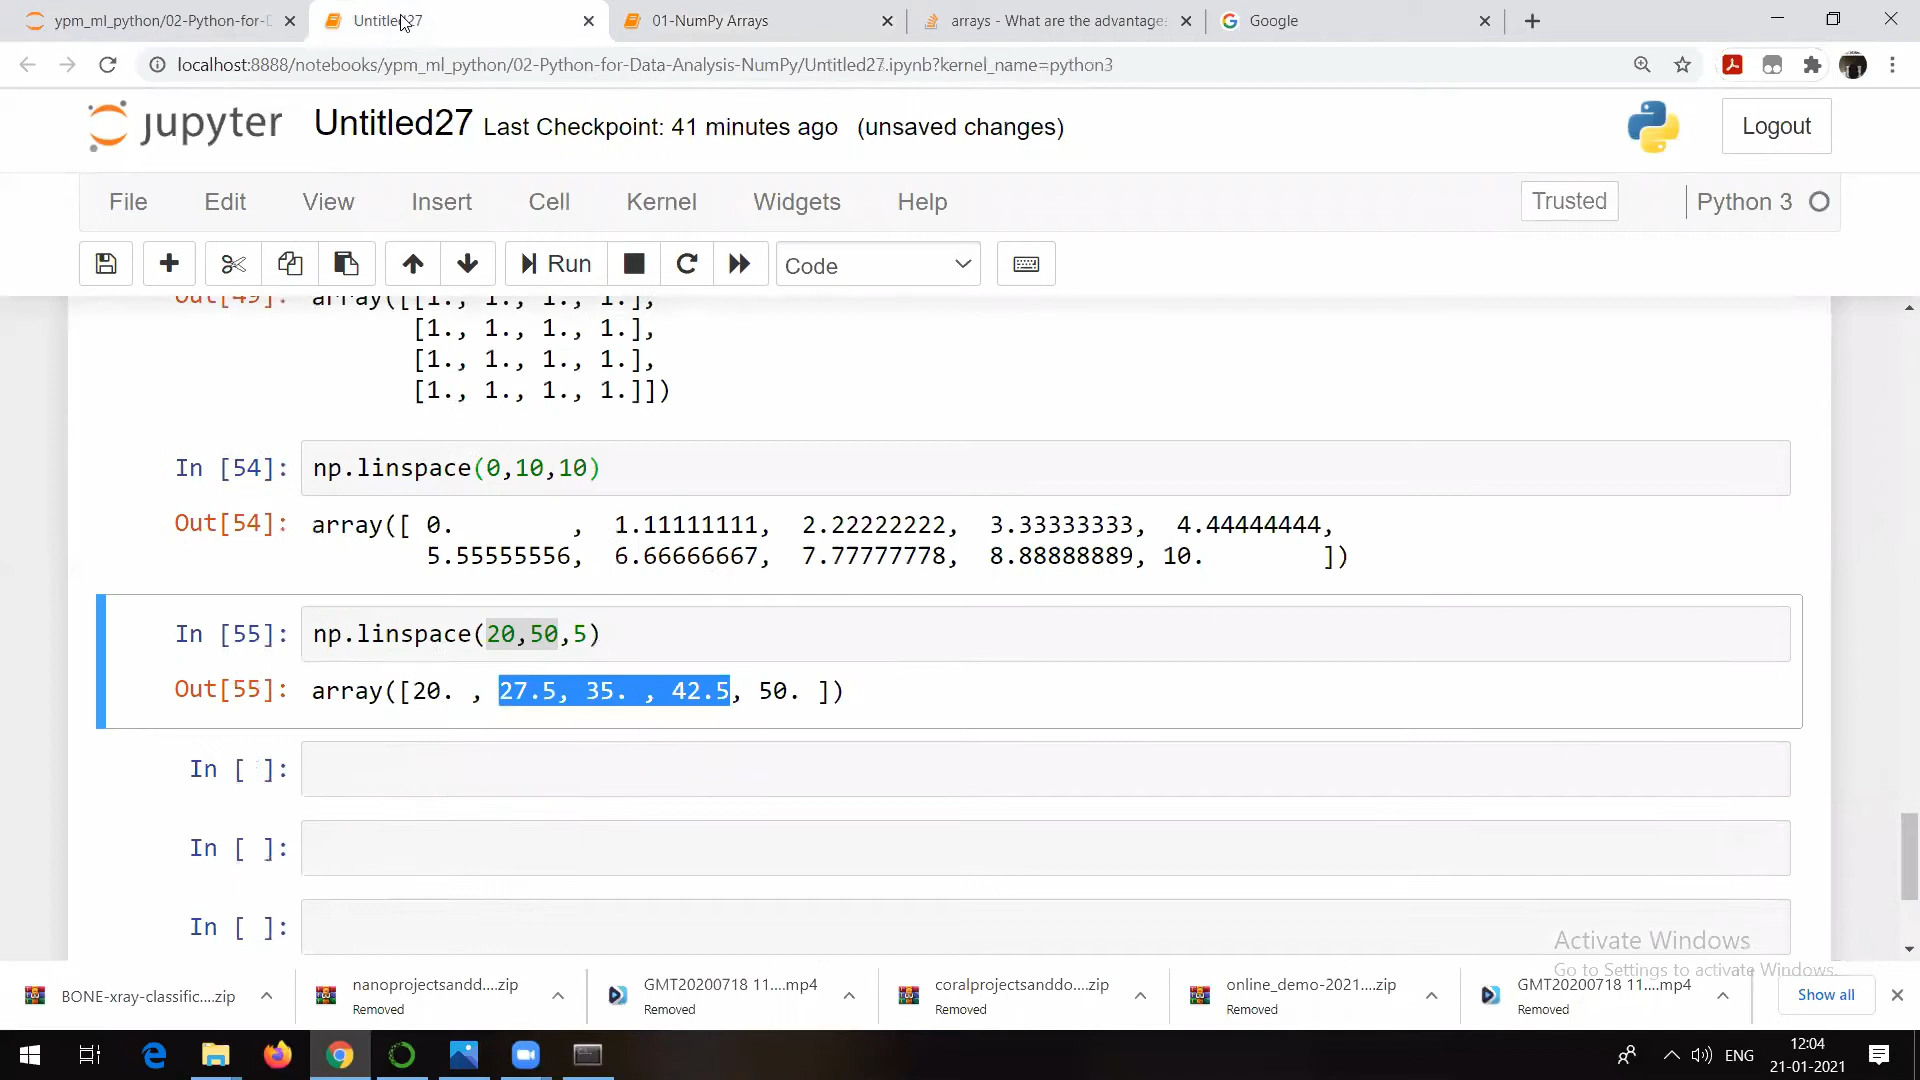 ypm_ml_python/02-Python-for-D
Untitled27
01-NumPy Arrays
arrays - What are the advantage
Google
localhost:8888/notebooks/ypm_ml_python/02-Python-for-Data-Analysis-NumPy/Untitled27.ipynb?kernel_name=python3
jupyter Untitled27 Last Checkpoint: 41 minutes ago (unsaved changes)
Logout
File Edit View Insert Cell Kernel Widgets Help
Trusted
Python 3
Run
Code
Out[49]: array([[1., 1., 1., 1.],
[1., 1., 1., 1.],
[1., 1., 1., 1.],
[1., 1., 1., 1.]])
In [54]: np.linspace(0,10,10)
Out[54]: array([ 0. , 1.11111111, 2.22222222, 3.33333333, 4.44444444,
5.55555556, 6.66666667, 7.77777778, 8.88888889, 10. ])
In [55]: np.linspace(20,50,5)
Out[55]: array([20. , 27.5, 35. , 42.5, 50. ])
In [ ]:
In [ ]:
In [ ]:
Activate Windows
Go to Settings to activate Windows.
BONE-xray-classific....zip
nanoprojectsandd....zip
Removed
GMT20200718 11....mp4
Removed
coralprojectsanddo....zip
Removed
online_demo-2021....zip
Removed
GMT20200718 11....mp4
Removed
Show all
ENG
12:04
21-01-2021